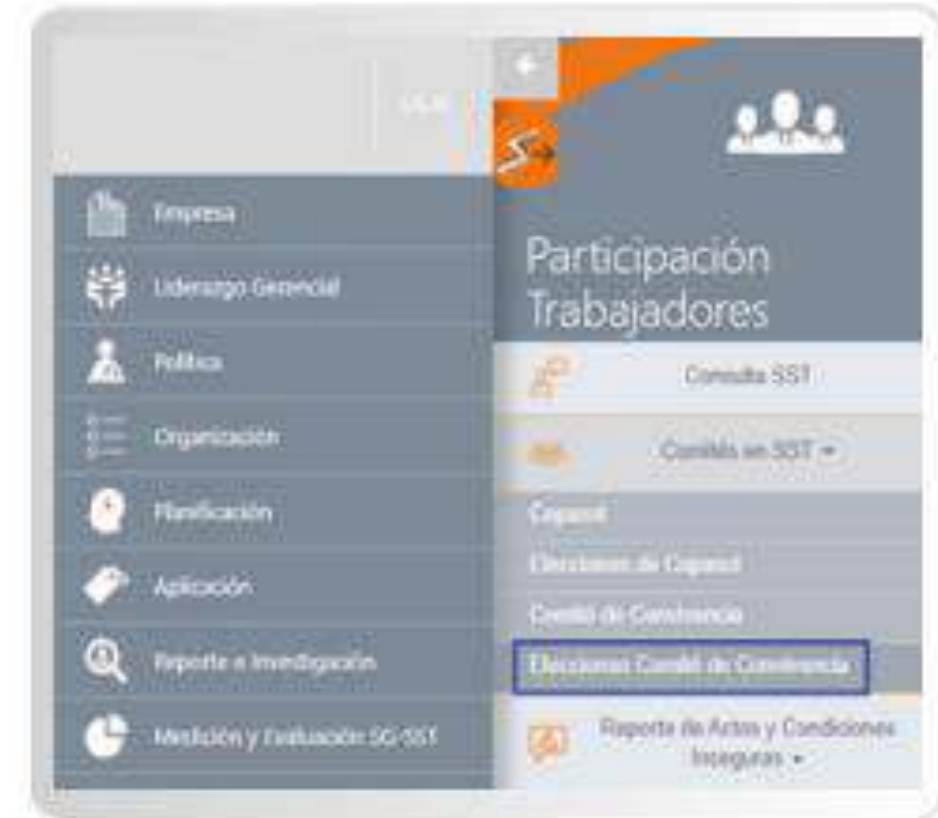 Empresa
Liderazgo Gerencial
Política
Organización
Planificación
Aplicación
Reporte e Investigación
Medición y Evaluación SG-SST
Participación
Trabajadores
Consulta SST
Comités en SST
Copasst
Elecciones de Copasst
Comité de Convivencia
Elecciones Comité de Convivencia
Reporte de Actos y Condiciones
Inseguras